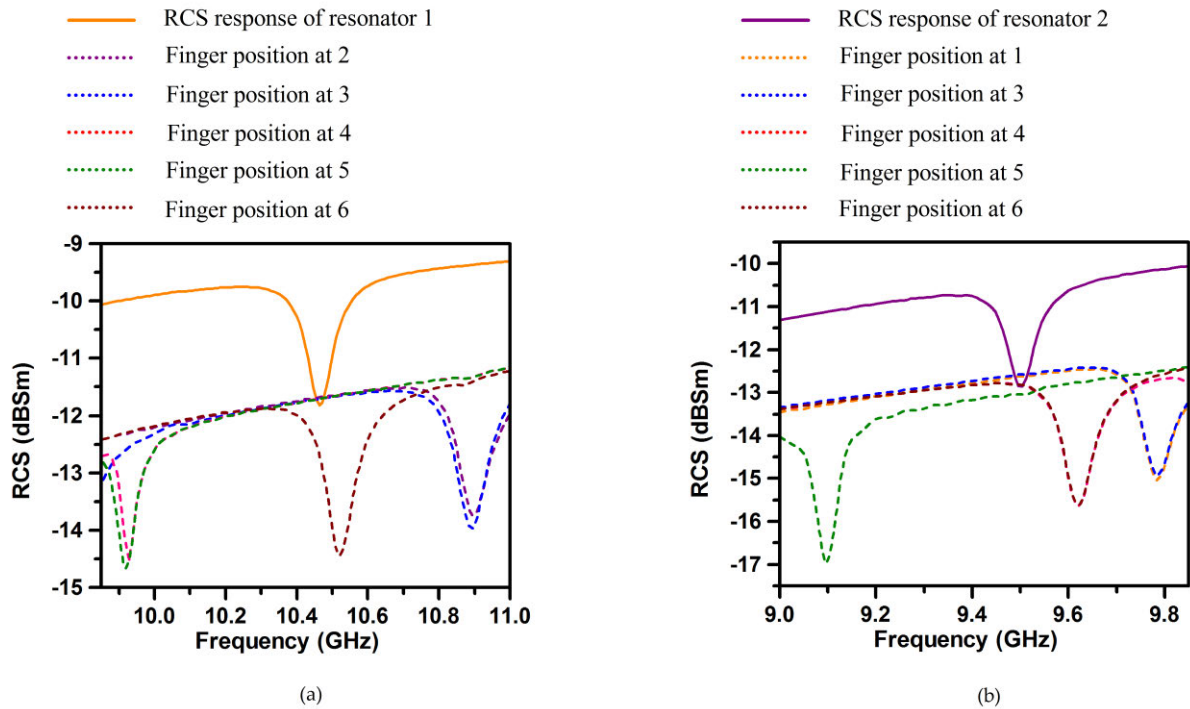 RCS response of resonator 1
Finger position at 2
Finger position at 3
Finger position at 4
Finger position at 5
Finger position at 6
-9
-10
-11
-12
-13
-14
-15
RCS (dBSm)
10.0 10.2 10.4 10.6 10.8 11.0
Frequency (GHz)
(a)
RCS response of resonator 2
Finger position at 1
Finger position at 3
Finger position at 4
Finger position at 5
Finger position at 6
-10
-11
-12
-13
-14
-15
-16
-17
RCS (dBSm)
9.0 9.2 9.4 9.6 9.8
Frequency (GHz)
(b)